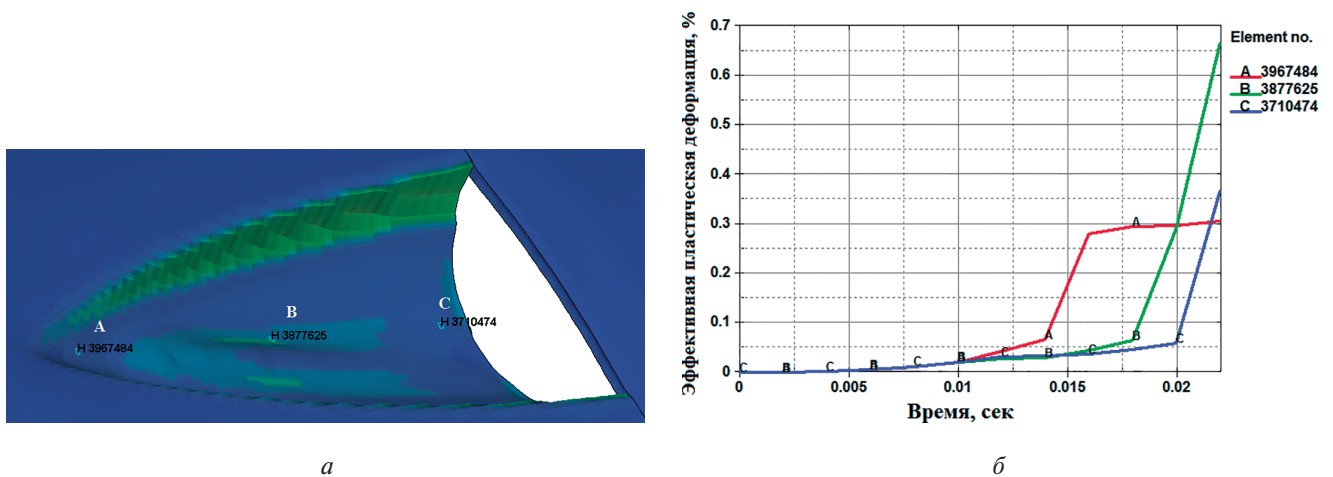 A
H 3967484
B
H 3877625
C
H 3710474
а
Эффективная пластическая деформация, %
0.7
0.6
0.5
0.4
0.3
0.2
0.1
0
0
0.005
0.01
0.015
0.02
Время, сек
Element no.
A 3967484
B 3877625
C 3710474
б